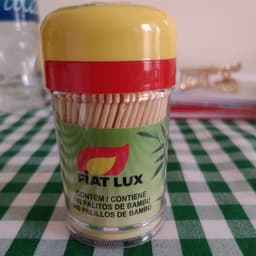 FIAT LUX
CONTÉM / CONTIENE
PALITOS DE BAMBU
PALILLOS DE BAMBÚ